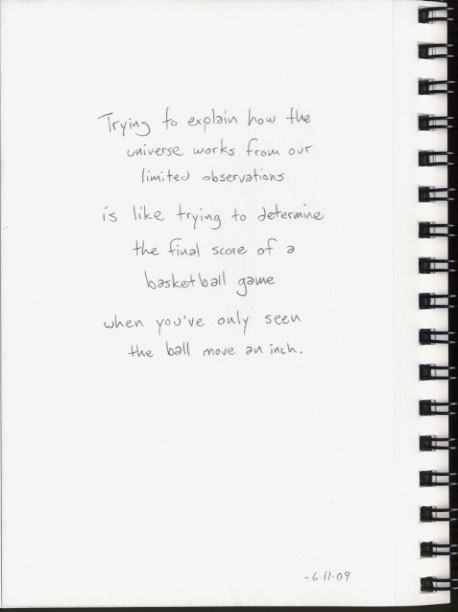 Trying to explain how the
universe works from our
limited observations
is like trying to determine
the final score of a
basketball game
when you've only seen
the ball move an inch.
-6.11.09